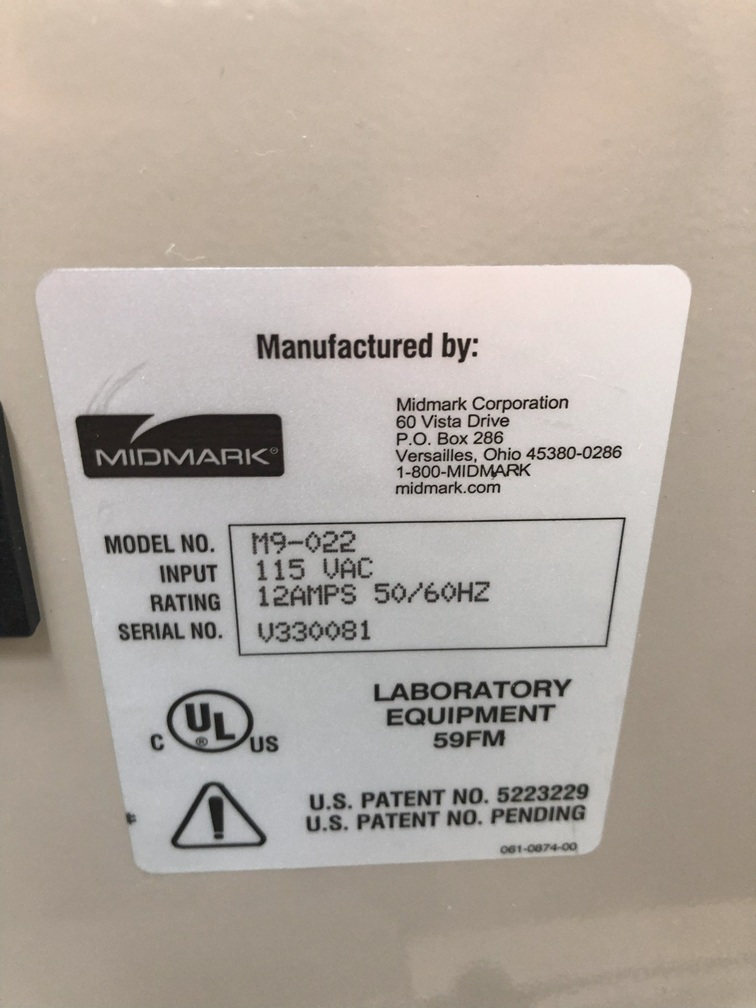 Manufactured by:
MIDMARK®
Midmark Corporation
60 Vista Drive
P.O. Box 286
Versailles, Ohio 45380-0286
1-800-MIDMARK
midmark.com
MODEL NO. M9-022
INPUT 115 VAC
RATING 12AMPS 50/60HZ
SERIAL NO. V330081
C UL® US
LABORATORY
EQUIPMENT
59FM
!
U.S. PATENT NO. 5223229
U.S. PATENT NO. PENDING
061-0874-00